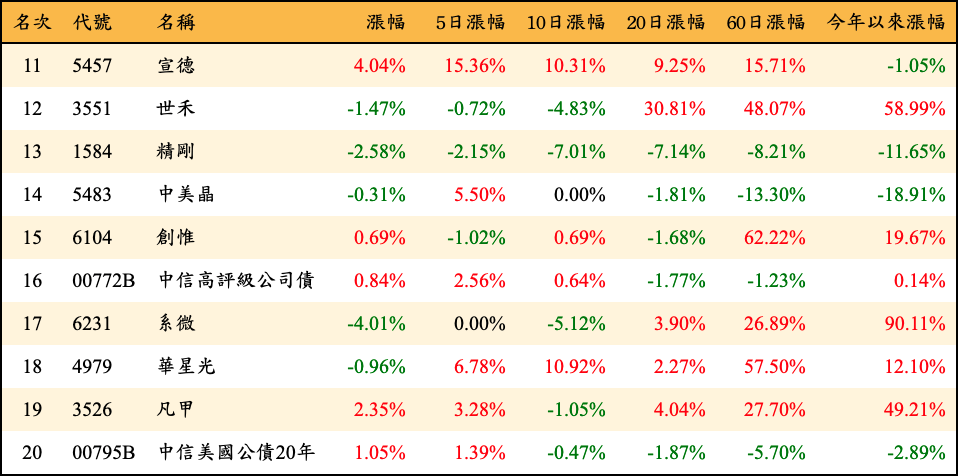 名次 代號 名稱 漲幅 5日漲幅 10日漲幅 20日漲幅 60日漲幅 今年以來漲幅
11 5457 宣德 4.04% 15.36% 10.31% 9.25% 15.71% -1.05%
12 3551 世禾 -1.47% -0.72% -4.83% 30.81% 48.07% 58.99%
13 1584 精剛 -2.58% -2.15% -7.01% -7.14% -8.21% -11.65%
14 5483 中美晶 -0.31% 5.50% 0.00% -1.81% -13.30% -18.91%
15 6104 創惟 0.69% -1.02% 0.69% -1.68% 62.22% 19.67%
16 00772B 中信高評級公司債 0.84% 2.56% 0.64% -1.77% -1.23% 0.14%
17 6231 系微 -4.01% 0.00% -5.12% 3.90% 26.89% 90.11%
18 4979 華星光 -0.96% 6.78% 10.92% 2.27% 57.50% 12.10%
19 3526 凡甲 2.35% 3.28% -1.05% 4.04% 27.70% 49.21%
20 00795B 中信美國公債20年 1.05% 1.39% -0.47% -1.87% -5.70% -2.89%